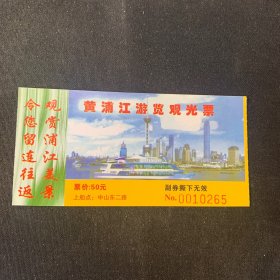 黄浦江游览观光票
观赏浦江美景
令您留连往返
票价:50元
副券撕下无效
上船点:中山东二路
No.0010265